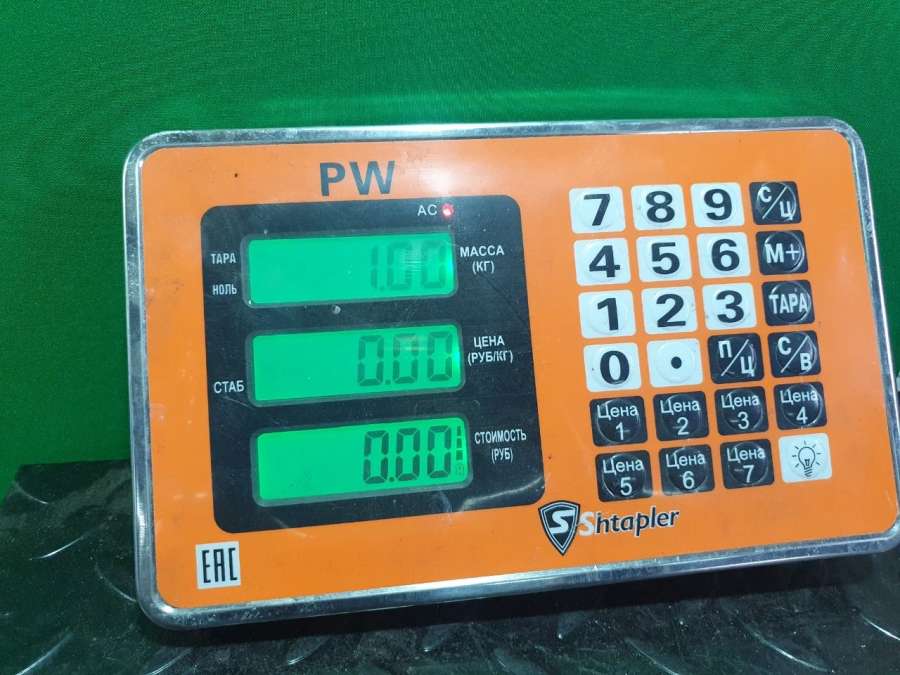 PW
AC
ТАРА
НОЛЬ
1.00
МАССА
(КГ)
СТАБ
0.00
ЦЕНА
(РУБ/КГ)
0.00
СТОИМОСТЬ
(РУБ)
7 8 9 С/Ц
4 5 6 М+
1 2 3 ТАРА
0 . П/Ц С/В
Цена 1 Цена 2 Цена 3 Цена 4
Цена 5 Цена 6 Цена 7
S Shtapler
EAC